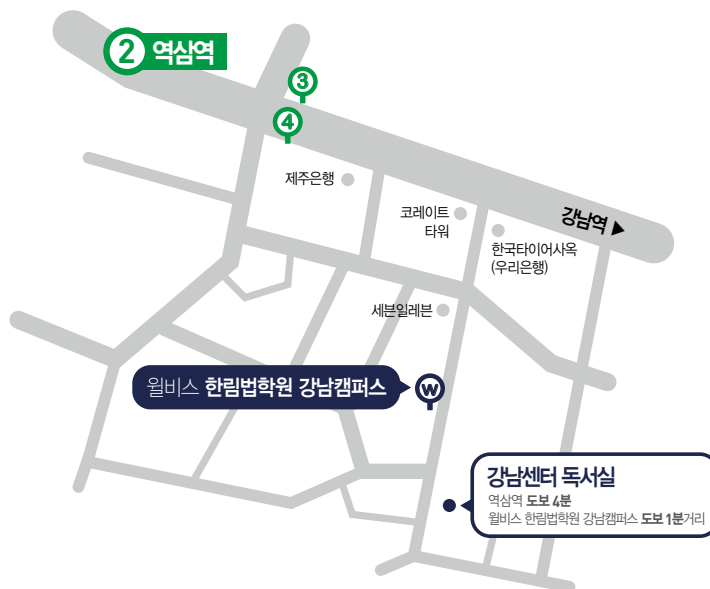 2 역삼역
3
4
제주은행
코레이트
타워
강남역 ▶
한국타이어사옥
(우리은행)
세븐일레븐
윌비스 한림법학원 강남캠퍼스
W
강남센터 독서실
역삼역 도보 4분
윌비스 한림법학원 강남캠퍼스 도보 1분거리